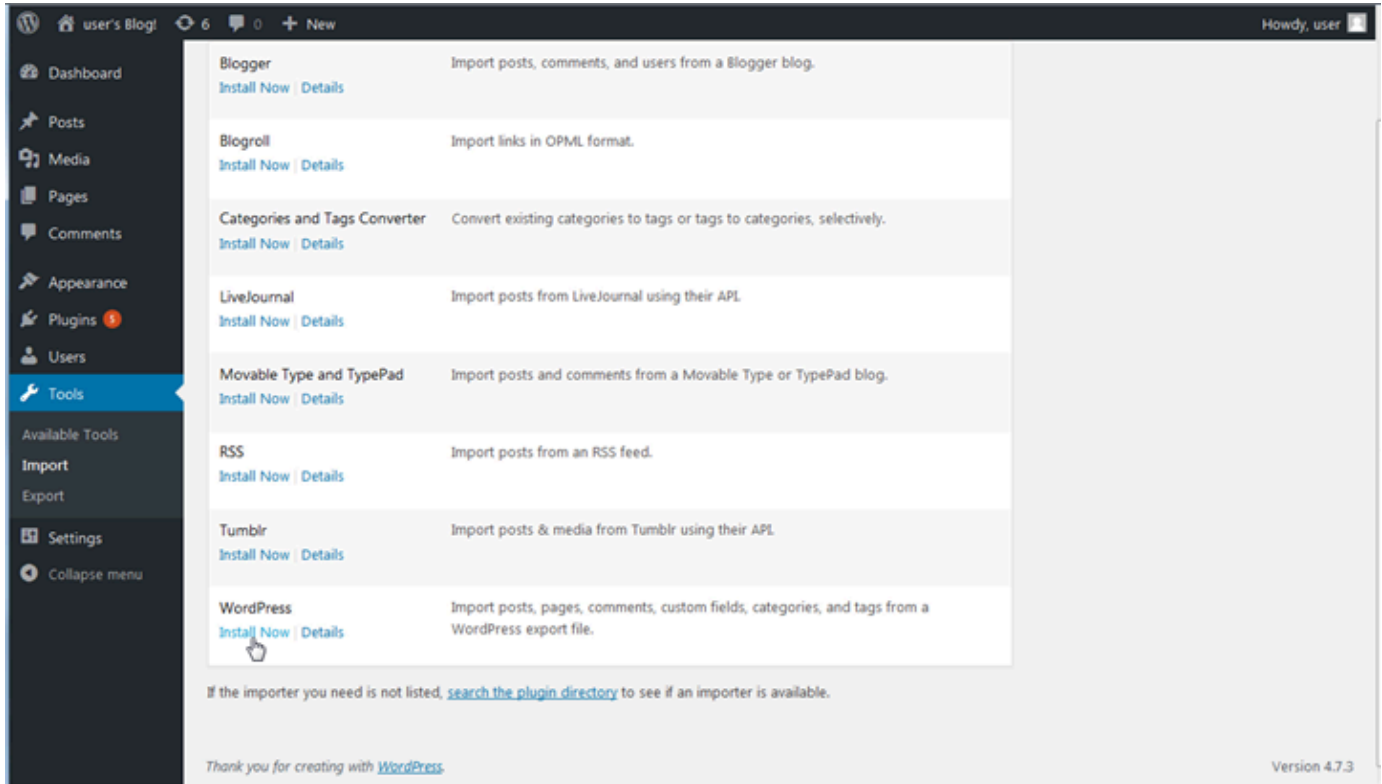 user's Blog! 6 0 + New Howdy, user
Dashboard
Posts
Media
Pages
Comments
Appearance
Plugins 5
Users
Tools
Available Tools
Import
Export
Settings
Collapse menu
Blogger Import posts, comments, and users from a Blogger blog.
Install Now | Details
Blogroll Import links in OPML format.
Install Now | Details
Categories and Tags Converter Convert existing categories to tags or tags to categories, selectively.
Install Now | Details
LiveJournal Import posts from LiveJournal using their API.
Install Now | Details
Movable Type and TypePad Import posts and comments from a Movable Type or TypePad blog.
Install Now | Details
RSS Import posts from an RSS feed.
Install Now | Details
Tumblr Import posts & media from Tumblr using their API.
Install Now | Details
WordPress Import posts, pages, comments, custom fields, categories, and tags from a
WordPress export file.
Install Now | Details
If the importer you need is not listed, search the plugin directory to see if an importer is available.
Thank you for creating with WordPress. Version 4.7.3